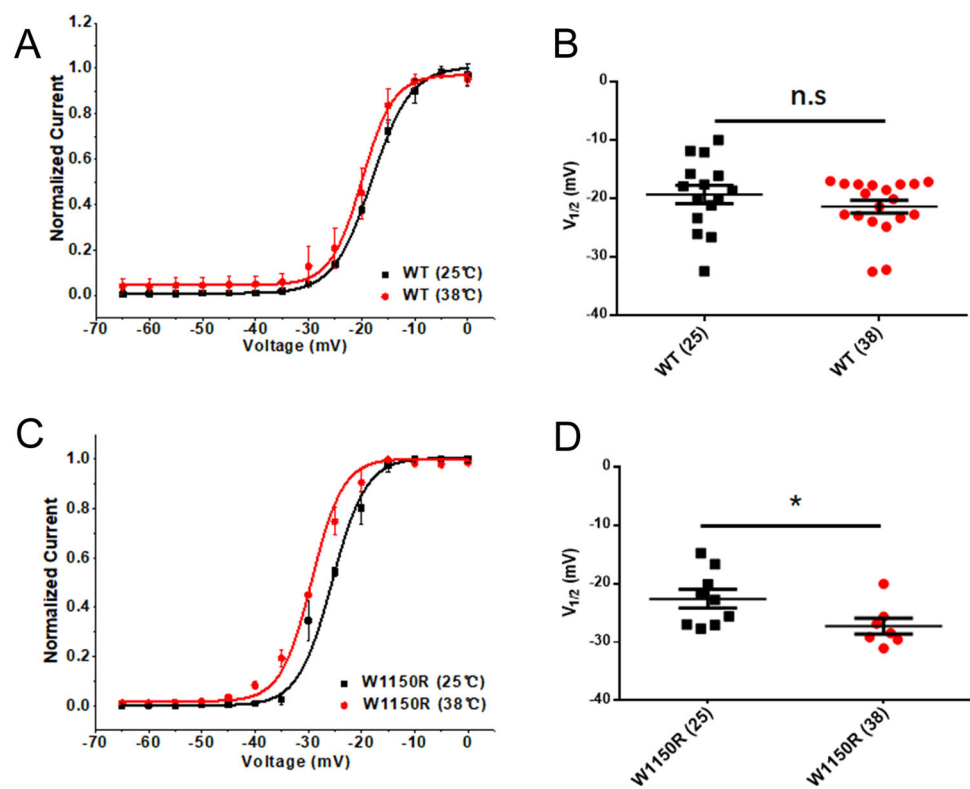 A
1.2
1.0
0.8
0.6
0.4
0.2
0.0
Normalized Current
WT (25℃)
WT (38℃)
-70 -60 -50 -40 -30 -20 -10 0
Voltage (mV)
B
0
-10
-20
-30
-40
V1/2 (mV)
n.s
WT (25)
WT (38)
C
1.0
0.8
0.6
0.4
0.2
0.0
Normalized Current
W1150R (25℃)
W1150R (38℃)
-70 -60 -50 -40 -30 -20 -10 0
Voltage (mV)
D
0
-10
-20
-30
-40
V1/2 (mV)
*
W1150R (25)
W1150R (38)